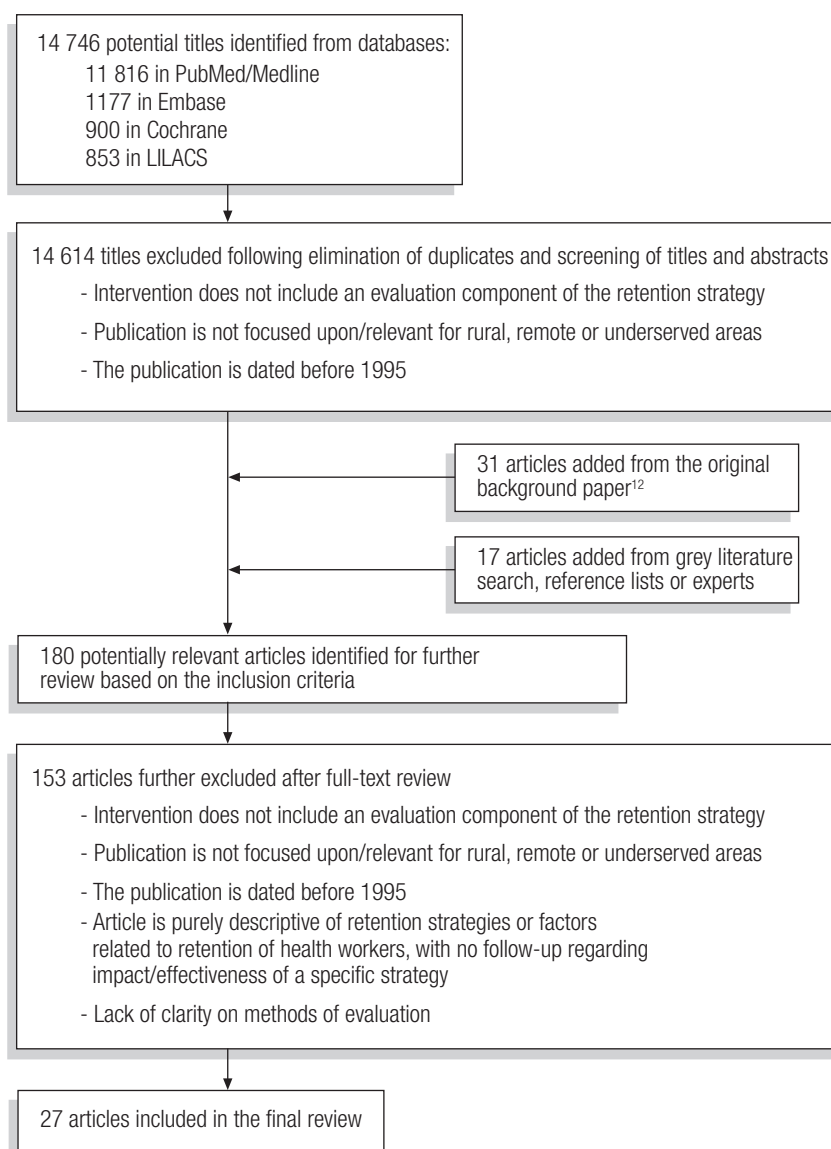 14 746 potential titles identified from databases:
11 816 in PubMed/Medline
1177 in Embase
900 in Cochrane
853 in LILACS
14 614 titles excluded following elimination of duplicates and screening of titles and abstracts
- Intervention does not include an evaluation component of the retention strategy
- Publication is not focused upon/relevant for rural, remote or underserved areas
- The publication is dated before 1995
31 articles added from the original
background paper¹²
17 articles added from grey literature
search, reference lists or experts
180 potentially relevant articles identified for further
review based on the inclusion criteria
153 articles further excluded after full-text review
- Intervention does not include an evaluation component of the retention strategy
- Publication is not focused upon/relevant for rural, remote or underserved areas
- The publication is dated before 1995
- Article is purely descriptive of retention strategies or factors
related to retention of health workers, with no follow-up regarding
impact/effectiveness of a specific strategy
- Lack of clarity on methods of evaluation
27 articles included in the final review